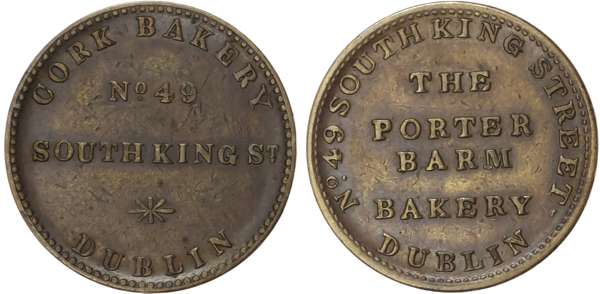 CORK BAKERY
No 49
SOUTH KING ST
DUBLIN
No. 49 SOUTH KING STREET.
THE
PORTER
BARM
BAKERY
DUBLIN